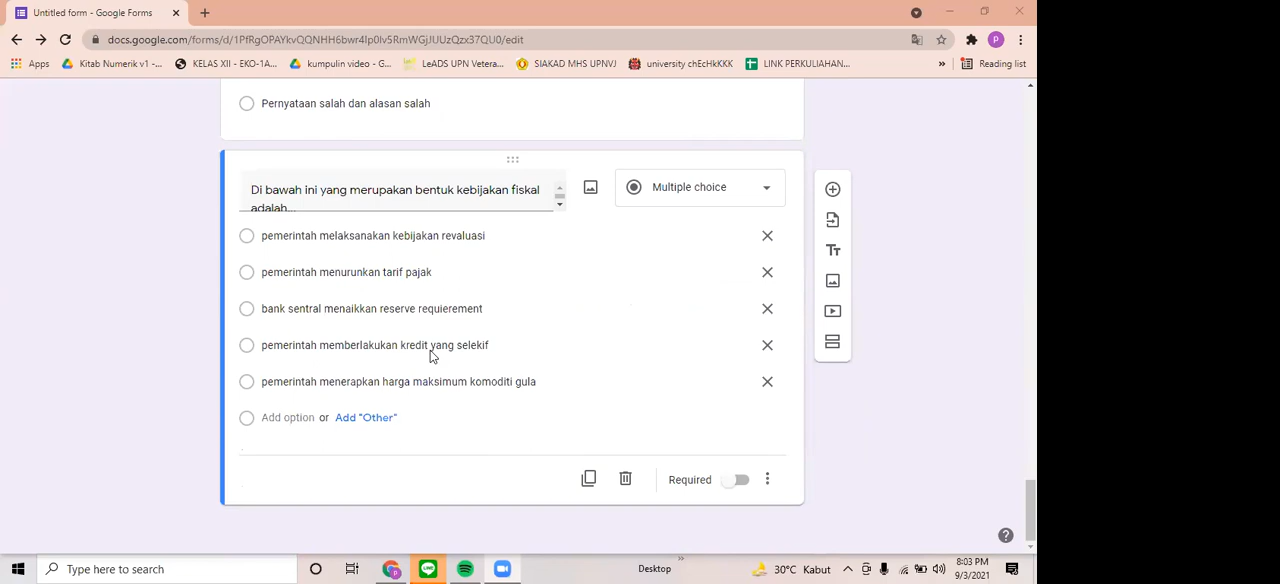 Untitled form - Google Forms
docs.google.com/forms/d/1PfRgOPAYkvQQNHH6bwr4Ip0Iv5RmWGjJUUzQzx37QU0/edit
Apps Kitab Numerik v1 -... KELAS XII - EKO-1A... kumpulin video - G... LeADS UPN Vetera... SIAKAD MHS UPNVJ university chEcHkKKK LINK PERKULIAHAN... » Reading list
Pernyataan salah dan alasan salah
Di bawah ini yang merupakan bentuk kebijakan fiskal
adalah...
Multiple choice
pemerintah melaksanakan kebijakan revaluasi
pemerintah menurunkan tarif pajak
bank sentral menaikkan reserve requierement
pemerintah memberlakukan kredit yang selekif
pemerintah menerapkan harga maksimum komoditi gula
Add option or Add "Other"
Required
Type here to search
Desktop
30°C Kabut
8:03 PM
9/3/2021